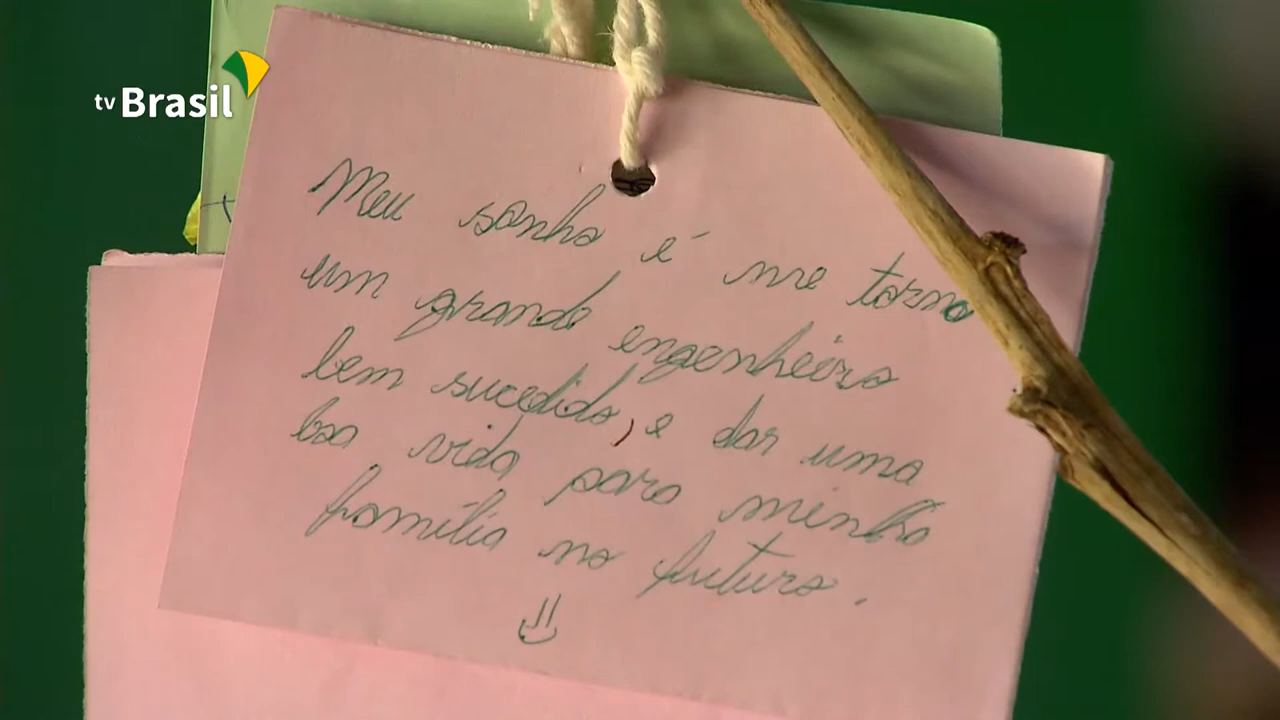 tv Brasil
Meu sonho é me torna
um grande engenheiro
bem sucedido, e dar uma
boa vida para minha
família no futuro.